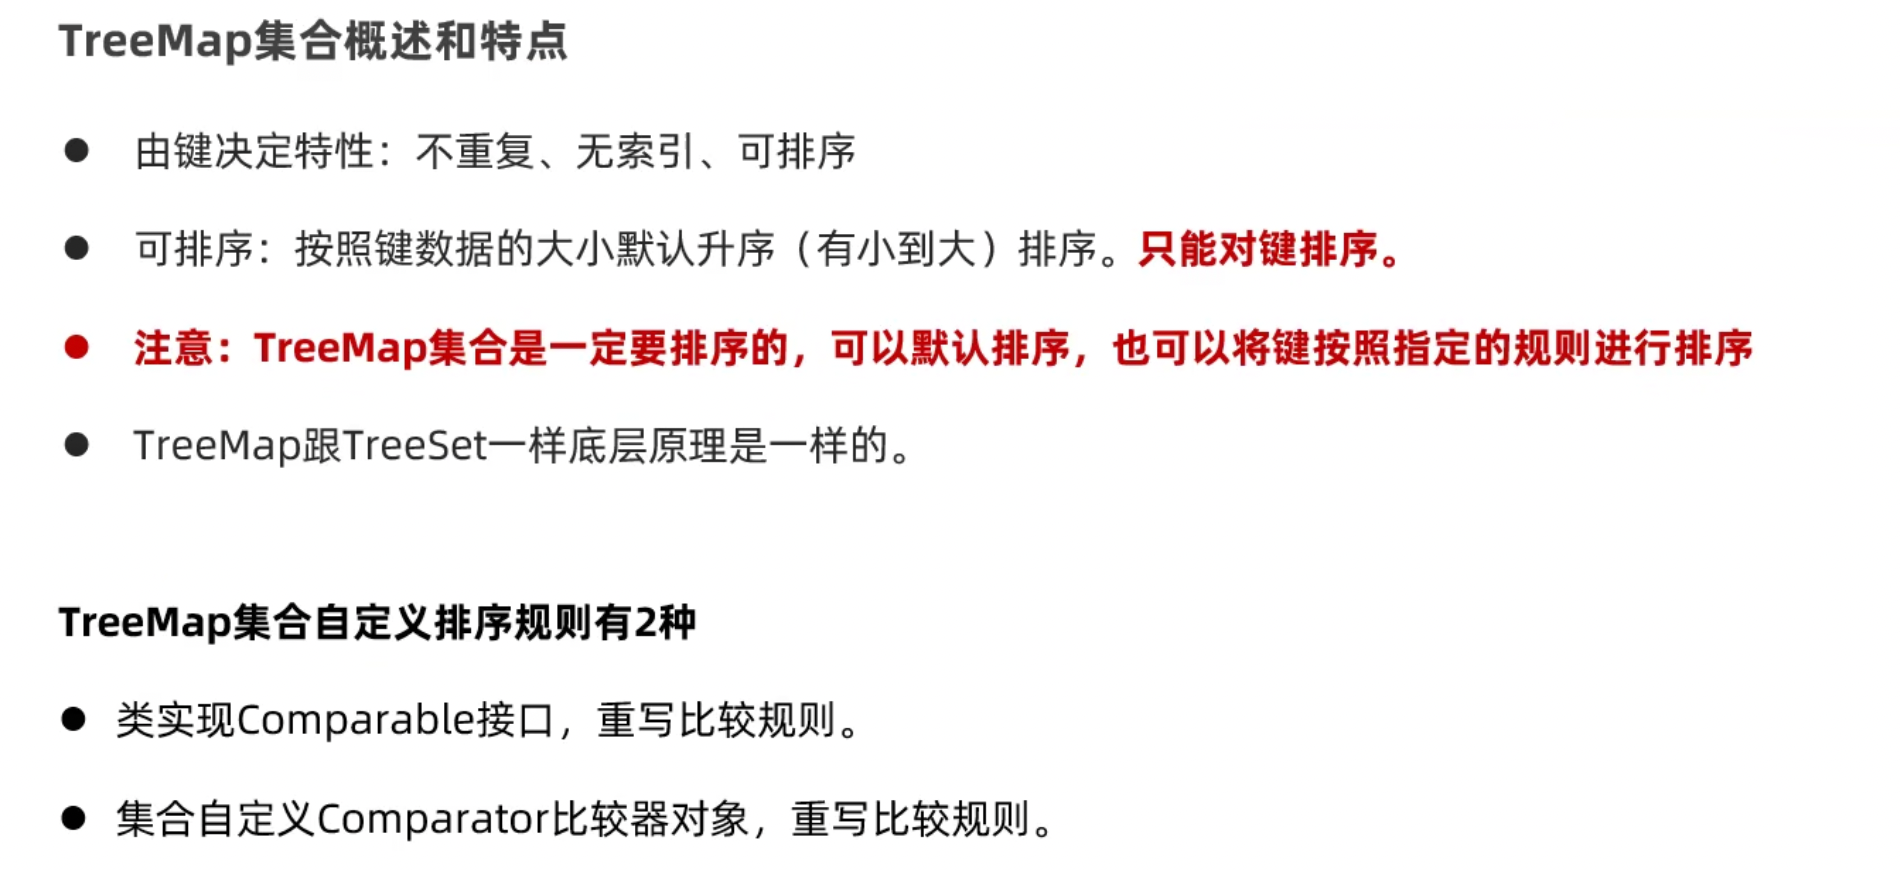 TreeMap集合概述和特点
● 由键决定特性：不重复、无索引、可排序
● 可排序：按照键数据的大小默认升序（有小到大）排序。只能对键排序。
● 注意：TreeMap集合是一定要排序的，可以默认排序，也可以将键按照指定的规则进行排序
● TreeMap跟TreeSet一样底层原理是一样的。
TreeMap集合自定义排序规则有2种
● 类实现Comparable接口，重写比较规则。
● 集合自定义Comparator比较器对象，重写比较规则。